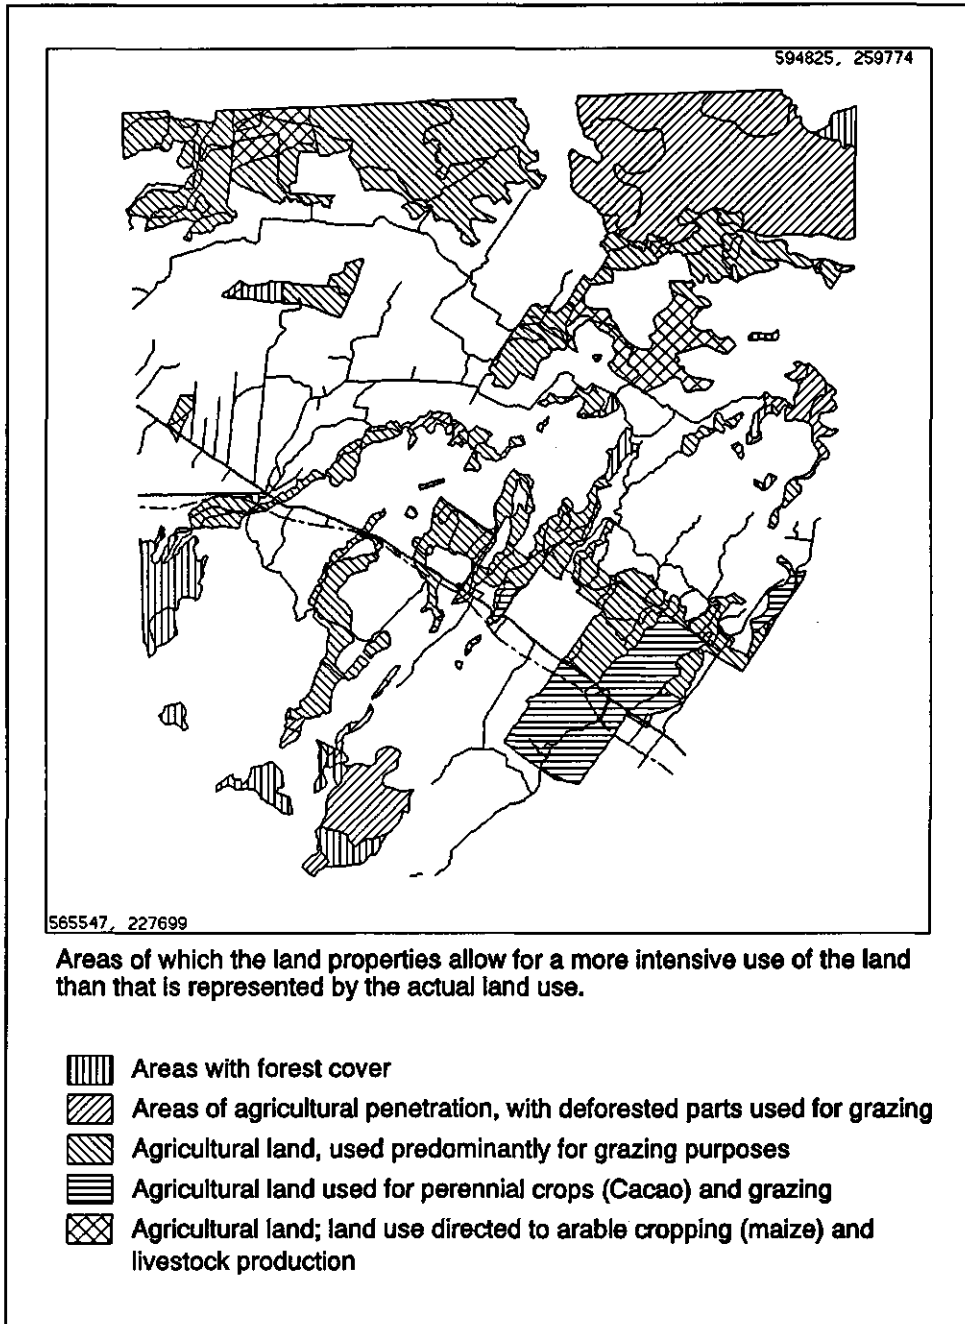 594825, 259774
565547, 227699
Areas of which the land properties allow for a more intensive use of the land
than that is represented by the actual land use.
Areas with forest cover
Areas of agricultural penetration, with deforested parts used for grazing
Agricultural land, used predominantly for grazing purposes
Agricultural land used for perennial crops (Cacao) and grazing
Agricultural land; land use directed to arable cropping (maize) and
livestock production